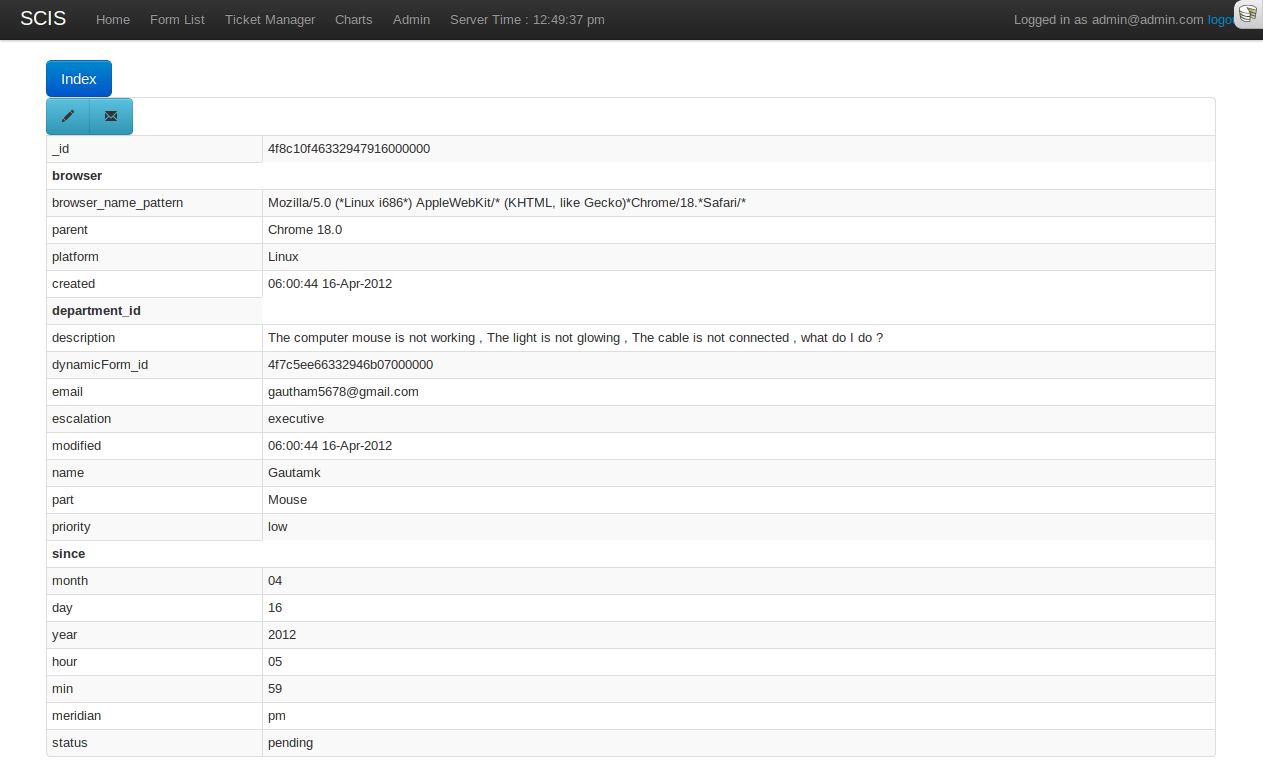 SCIS Home Form List Ticket Manager Charts Admin Server Time : 12:49:37 pm Logged in as admin@admin.com
Index
_id 4f8c10f46332947916000000
browser
browser_name_pattern Mozilla/5.0 (*Linux i686*) AppleWebKit/* (KHTML, like Gecko)*Chrome/18.*Safari/*
parent Chrome 18.0
platform Linux
created 06:00:44 16-Apr-2012
department_id
description The computer mouse is not working , The light is not glowing , The cable is not connected , what do I do ?
dynamicForm_id 4f7c5ee66332946b07000000
email gautham5678@gmail.com
escalation executive
modified 06:00:44 16-Apr-2012
name Gautamk
part Mouse
priority low
since
month 04
day 16
year 2012
hour 05
min 59
meridian pm
status pending